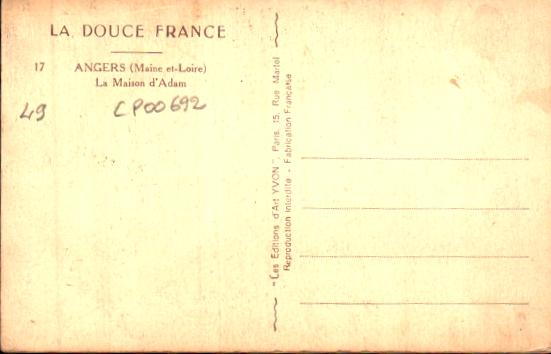 LA DOUCE FRANCE
17 ANGERS (Maine et-Loire)
La Maison d'Adam
49 CP00692
"Les Editions d'Art YVON", Paris, 15, Rue Martel
Reproduction Interdite - Fabrication Française